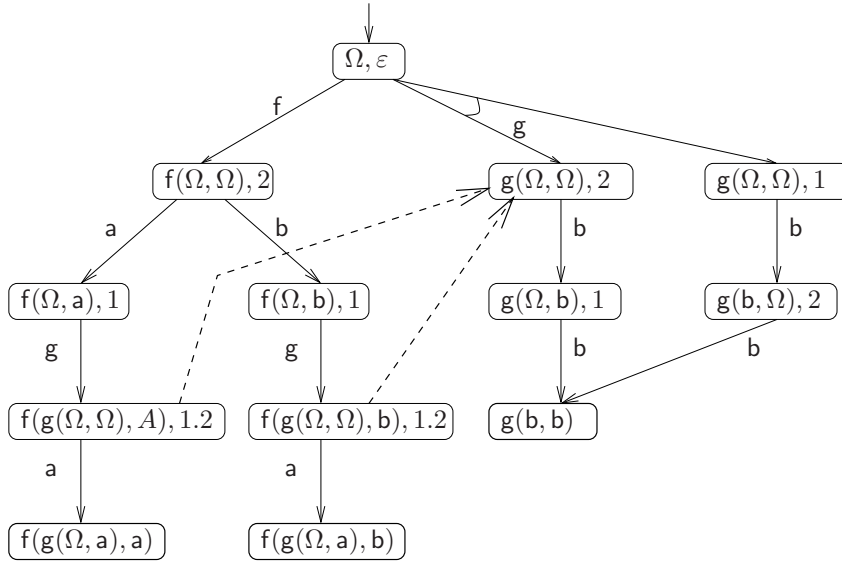 Ω, ε
f
g
f(Ω, Ω), 2
g(Ω, Ω), 2
g(Ω, Ω), 1
a
b
b
b
f(Ω, a), 1
f(Ω, b), 1
g(Ω, b), 1
g(b, Ω), 2
g
g
b
b
f(g(Ω, Ω), A), 1.2
f(g(Ω, Ω), b), 1.2
g(b, b)
a
a
f(g(Ω, a), a)
f(g(Ω, a), b)